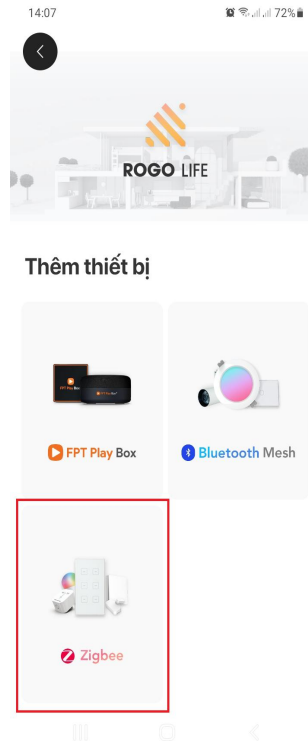 14:07
72%
ROGO LIFE
Thêm thiết bị
FPT Play Box
Bluetooth Mesh
Zigbee